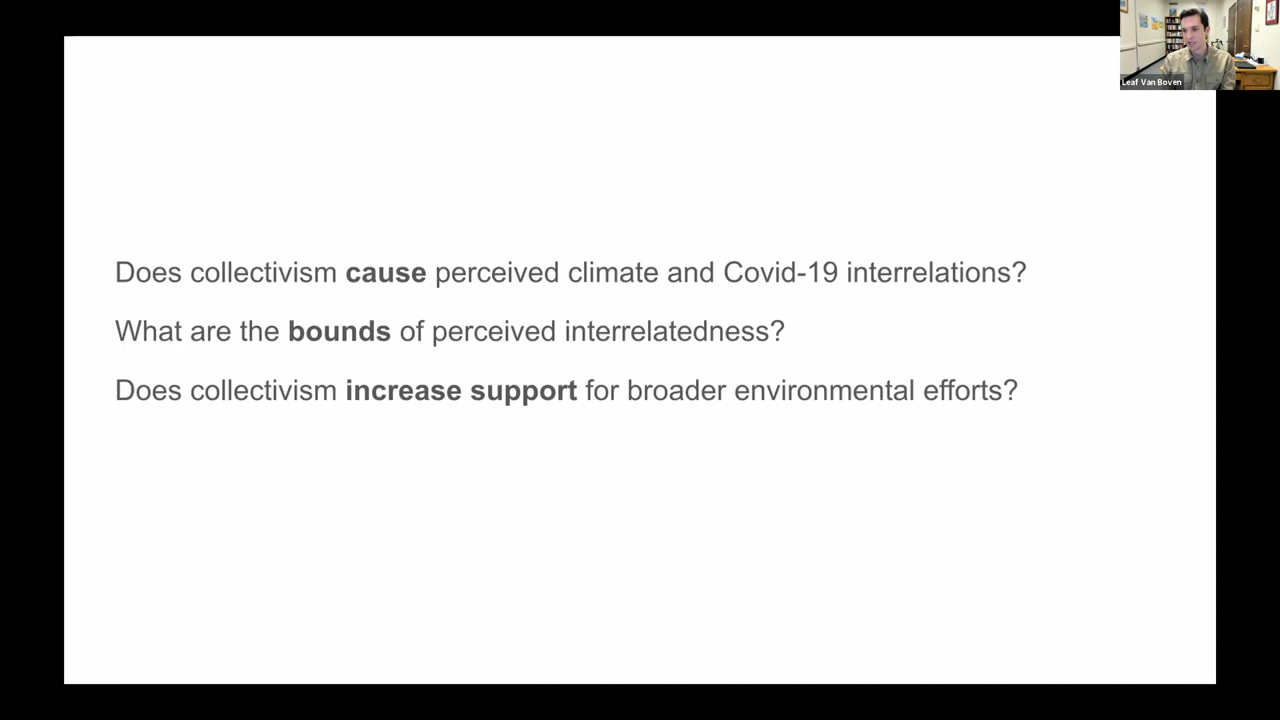 Leaf Van Boven
Does collectivism cause perceived climate and Covid-19 interrelations?
What are the bounds of perceived interrelatedness?
Does collectivism increase support for broader environmental efforts?